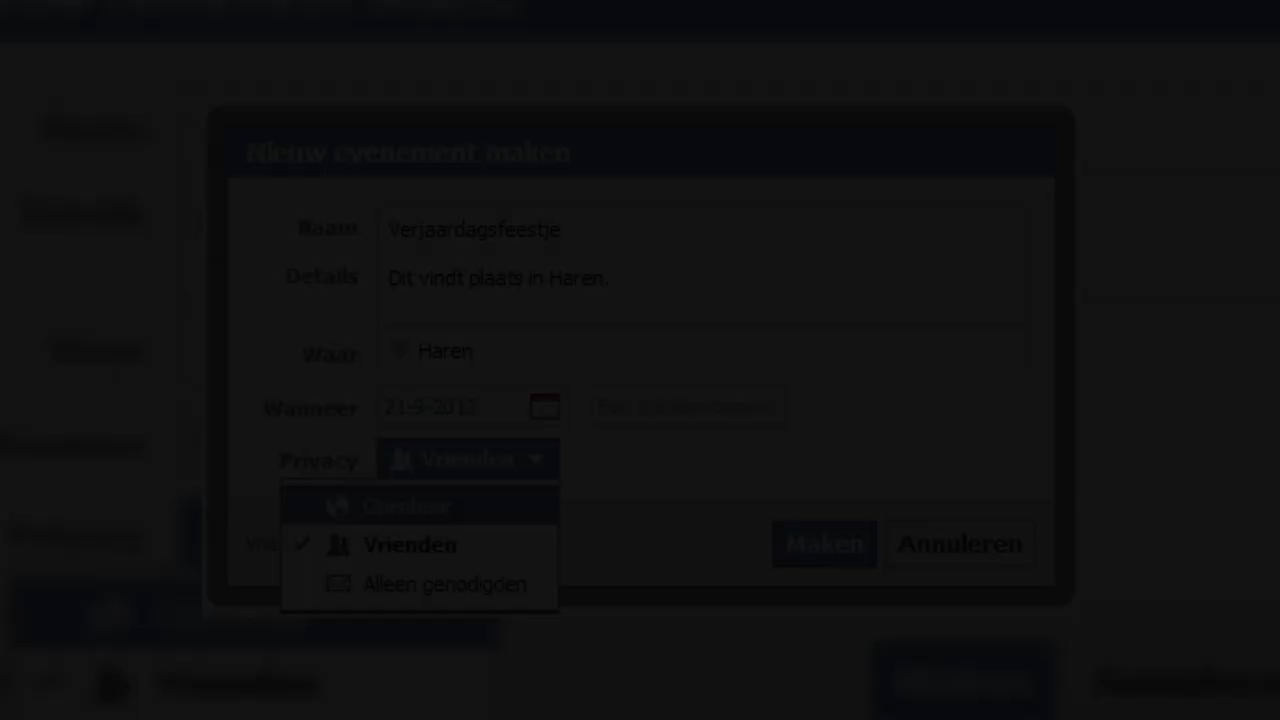 Nieuw evenement maken
Naam Verjaardagsfeestje
Details Dit vindt plaats in Haren.
Waar Haren
Wanneer 21-9-2012
Privacy Vrienden
Openbaar
Vrienden
Alleen genodigden
Maken Annuleren